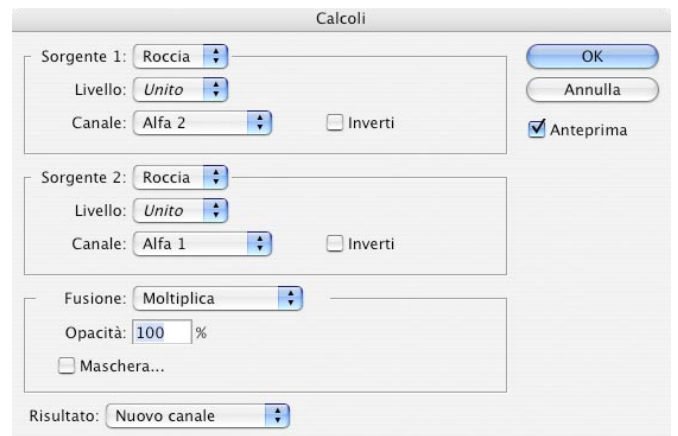 Calcoli
Sorgente 1: Roccia
Livello: Unito
Canale: Alfa 2
Inverti
OK
Annulla
Anteprima
Sorgente 2: Roccia
Livello: Unito
Canale: Alfa 1
Inverti
Fusione: Moltiplica
Opacità: 100 %
Maschera...
Risultato: Nuovo canale